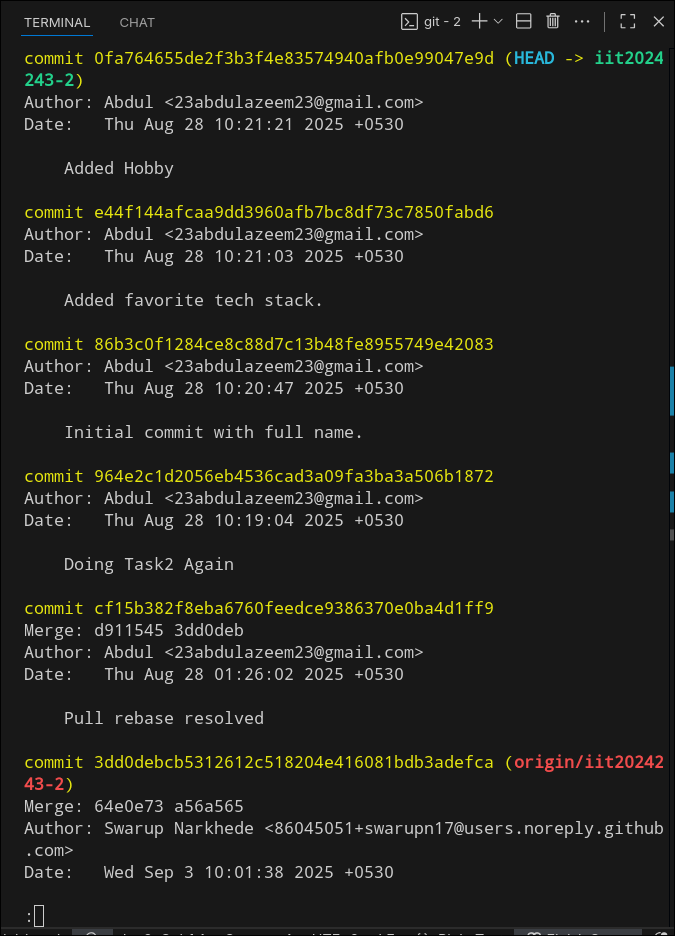 TERMINAL CHAT git - 2
commit 0fa764655de2f3b3f4e83574940afb0e99047e9d (HEAD -> iit2024
243-2)
Author: Abdul <23abdulazeem23@gmail.com>
Date:   Thu Aug 28 10:21:21 2025 +0530
    Added Hobby
commit e44f144afcaa9dd3960afb7bc8df73c7850fabd6
Author: Abdul <23abdulazeem23@gmail.com>
Date:   Thu Aug 28 10:21:03 2025 +0530
    Added favorite tech stack.
commit 86b3c0f1284ce8c88d7c13b48fe8955749e42083
Author: Abdul <23abdulazeem23@gmail.com>
Date:   Thu Aug 28 10:20:47 2025 +0530
    Initial commit with full name.
commit 964e2c1d2056eb4536cad3a09fa3ba3a506b1872
Author: Abdul <23abdulazeem23@gmail.com>
Date:   Thu Aug 28 10:19:04 2025 +0530
    Doing Task2 Again
commit cf15b382f8eba6760feedce9386370e0ba4d1ff9
Merge: d911545 3dd0deb
Author: Abdul <23abdulazeem23@gmail.com>
Date:   Thu Aug 28 01:26:02 2025 +0530
    Pull rebase resolved
commit 3dd0debcb5312612c518204e416081bdb3adefca (origin/iit20242
43-2)
Merge: 64e0e73 a56a565
Author: Swarup Narkhede <86045051+swarupn17@users.noreply.github
.com>
Date:   Wed Sep 3 10:01:38 2025 +0530
: